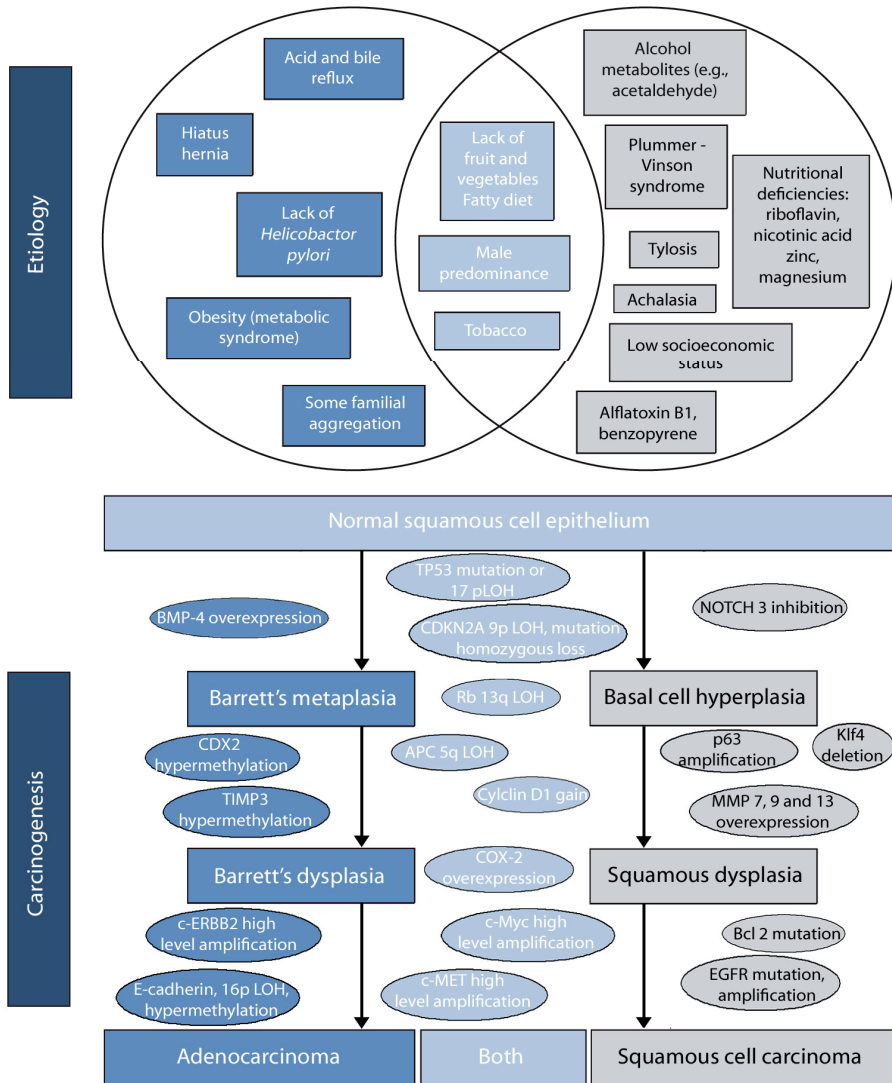 Etiology
Acid and bile
reflux
Hiatus
hernia
Lack of
Helicobactor
pylori
Obesity (metabolic
syndrome)
Some familial
aggregation
Lack of
fruit and
vegetables
Fatty diet
Male
predominance
Tobacco
Alcohol
metabolites (e.g.,
acetaldehyde)
Plummer -
Vinson
syndrome
Nutritional
deficiencies:
riboflavin,
nicotinic acid
zinc,
magnesium
Tylosis
Achalasia
Low socioeconomic
status
Alflatoxin B1,
benzopyrene
Carcinogenesis
Normal squamous cell epithelium
BMP-4 overexpression
TP53 mutation or
17 pLOH
CDKN2A 9p LOH, mutation
homozygous loss
NOTCH 3 inhibition
Barrett's metaplasia
Rb 13q LOH
Basal cell hyperplasia
CDX2
hypermethylation
APC 5q LOH
p63
amplification
Klf4
deletion
TIMP3
hypermethylation
Cylclin D1 gain
MMP 7, 9 and 13
overexpression
Barrett's dysplasia
COX-2
overexpression
Squamous dysplasia
c-ERBB2 high
level amplification
c-Myc high
level amplification
Bcl 2 mutation
E-cadherin, 16p LOH,
hypermethylation
c-MET high
level amplification
EGFR mutation,
amplification
Adenocarcinoma
Both
Squamous cell carcinoma